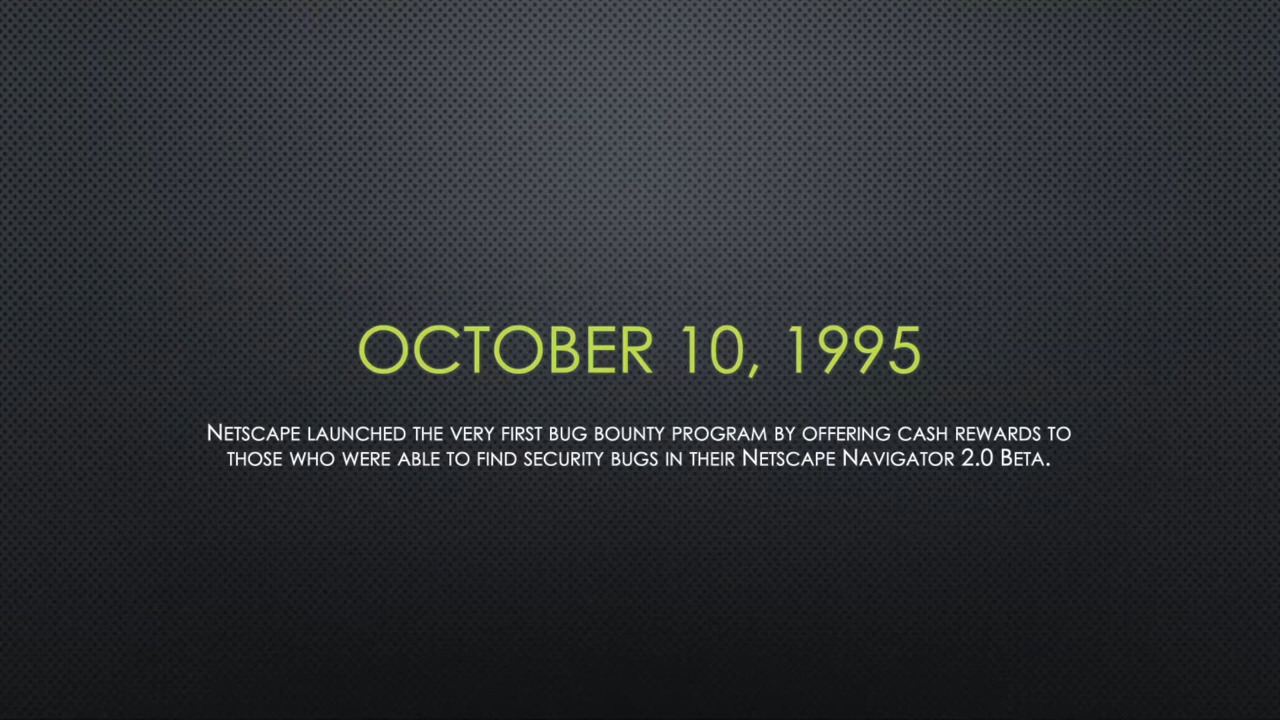 OCTOBER 10, 1995
Netscape launched the very first bug bounty program by offering cash rewards to
those who were able to find security bugs in their Netscape Navigator 2.0 Beta.